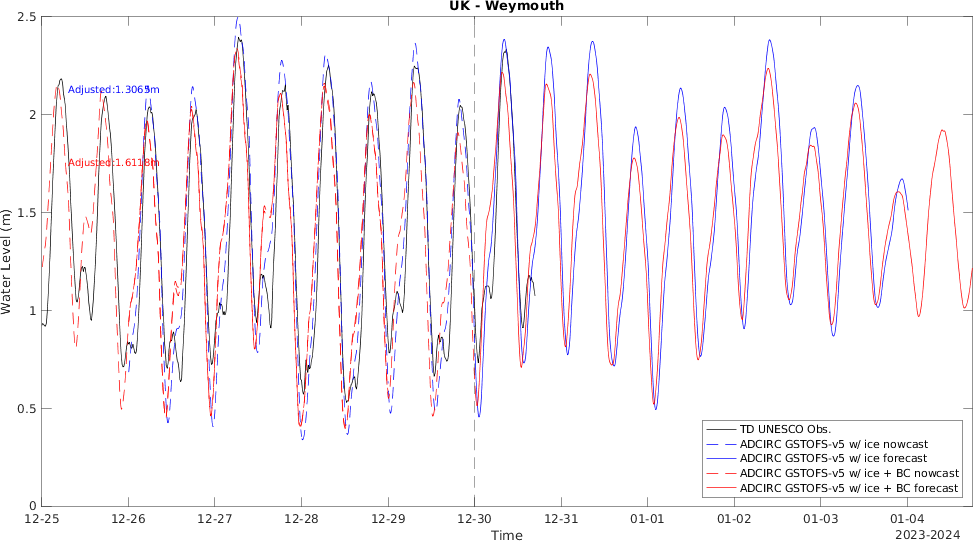 UK - Weymouth
2.5
2
1.5
1
0.5
0
Water Level (m)
Adjusted:1.3065m
Adjusted:1.6118m
TD UNESCO Obs.
ADCIRC GSTOFS-v5 w/ ice nowcast
ADCIRC GSTOFS-v5 w/ ice forecast
ADCIRC GSTOFS-v5 w/ ice + BC nowcast
ADCIRC GSTOFS-v5 w/ ice + BC forecast
12-25 12-26 12-27 12-28 12-29 12-30 12-31 01-01 01-02 01-03 01-04
Time
2023-2024